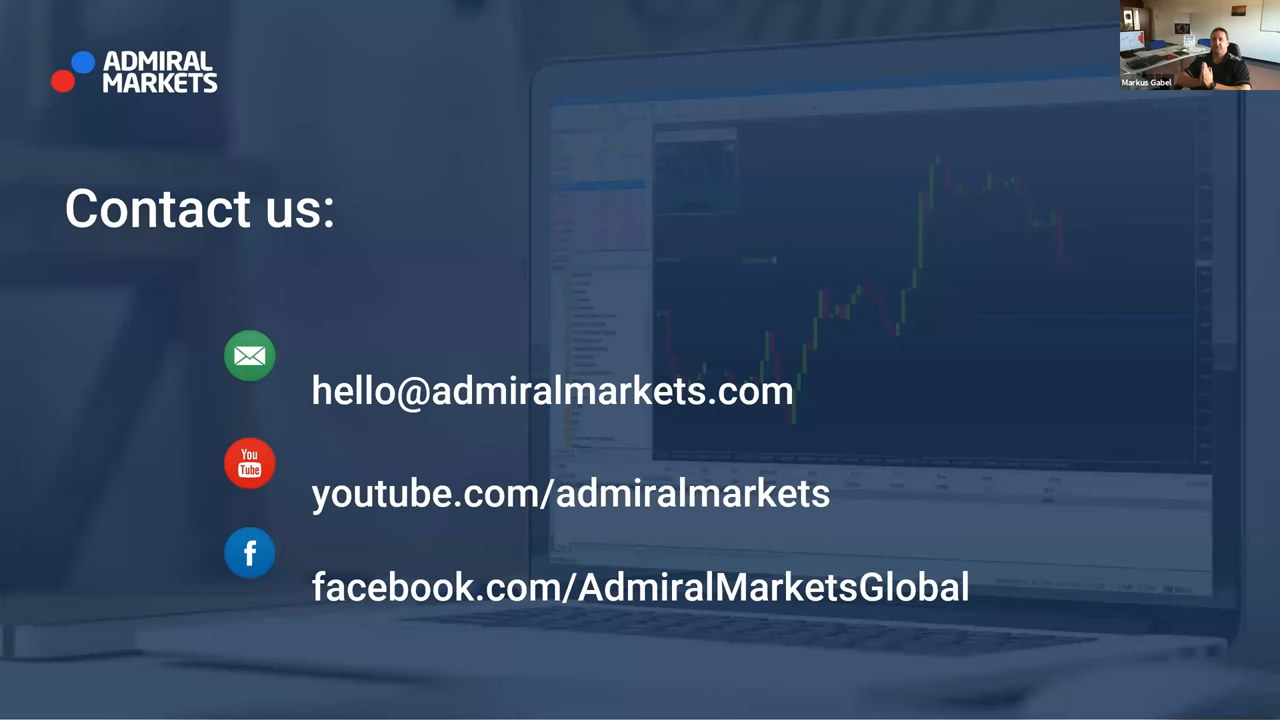 ADMIRAL
MARKETS
Markus Gabel
Contact us:
hello@admiralmarkets.com
You
Tube
youtube.com/admiralmarkets
f
facebook.com/AdmiralMarketsGlobal